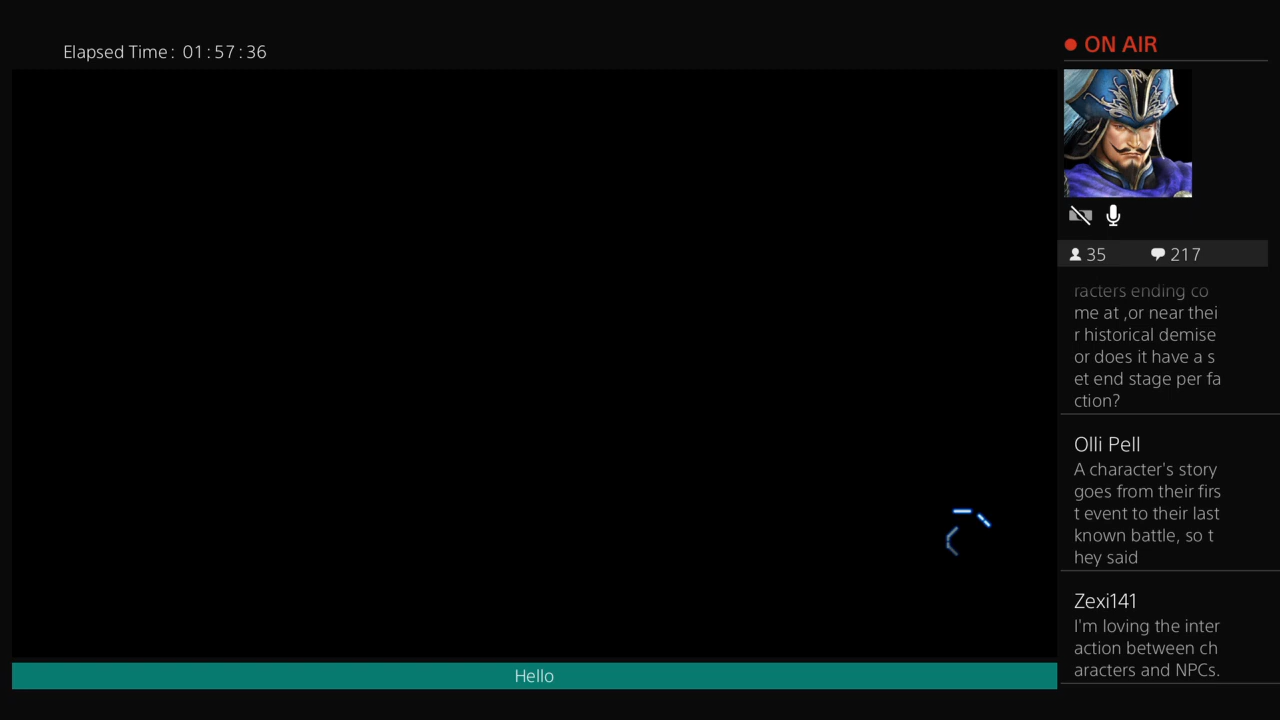 Elapsed Time: 01:57:36
ON AIR
35 217
racters ending co
me at ,or near thei
r historical demise
or does it have a s
et end stage per fa
ction?
Olli Pell
A character's story
goes from their firs
t event to their last
known battle, so t
hey said
Zexi141
I'm loving the inter
action between ch
aracters and NPCs.
Hello